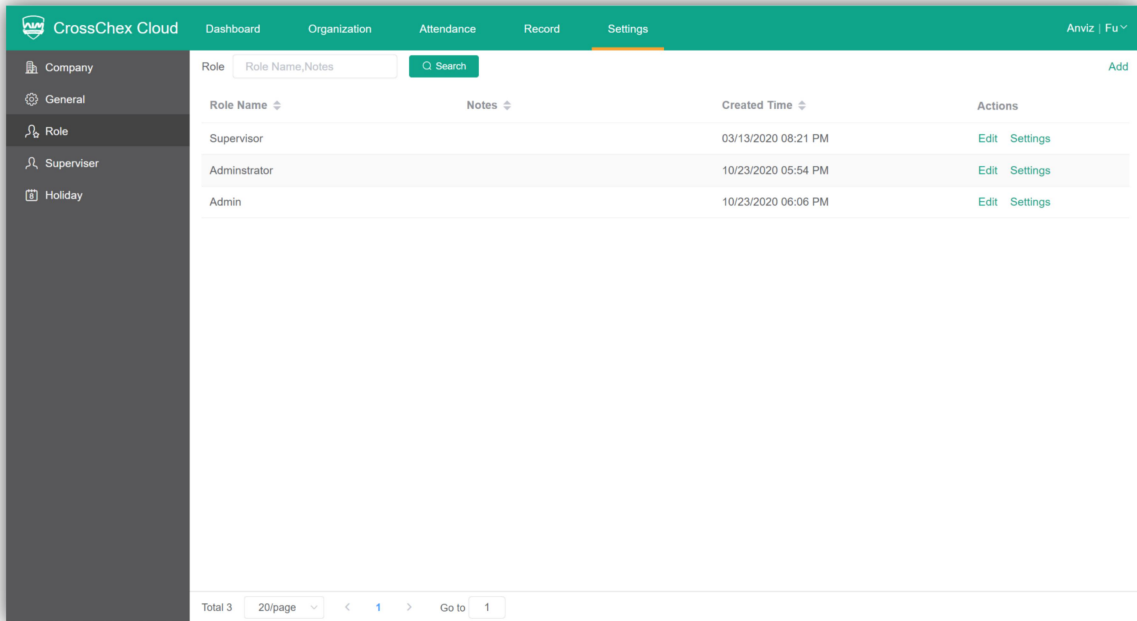 CrossChex Cloud Dashboard Organization Attendance Record Settings Anviz | Fu
Company
General
Role
Superviser
8 Holiday
Role Role Name,Notes Search Add
Role Name Notes Created Time Actions
Supervisor 03/13/2020 08:21 PM Edit Settings
Adminstrator 10/23/2020 05:54 PM Edit Settings
Admin 10/23/2020 06:06 PM Edit Settings
Total 3 20/page < 1 > Go to 1